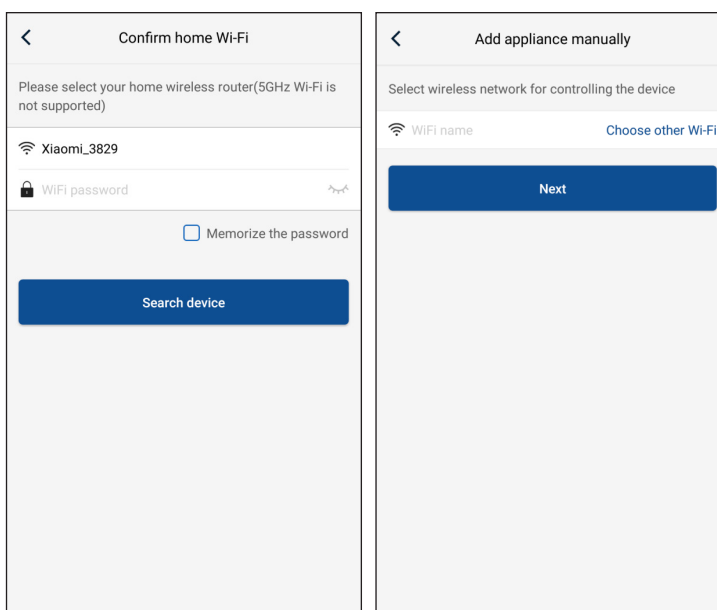 Confirm home Wi-Fi
Please select your home wireless router(5GHz Wi-Fi is
not supported)
Xiaomi_3829
WiFi password
Memorize the password
Search device
Add appliance manually
Select wireless network for controlling the device
WiFi name Choose other Wi-Fi
Next